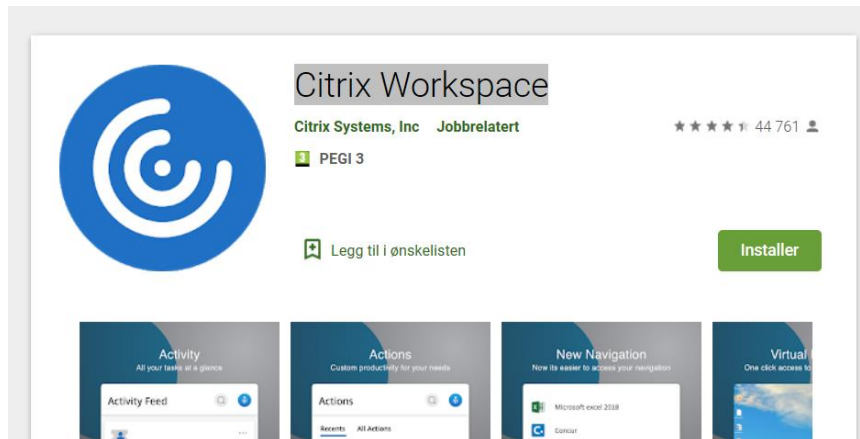 Citrix Workspace
Citrix Systems, Inc Jobbrelatert 44 761
3 PEGI 3
Legg til i ønskelisten
Installer
Activity
All your tasks at a glance
Activity Feed
Actions
Custom productivity for your needs
Actions
Recents All Actions
New Navigation
Now its easier to access your navigation
Microsoft excel 2018
Concur
Virtual
One click access to